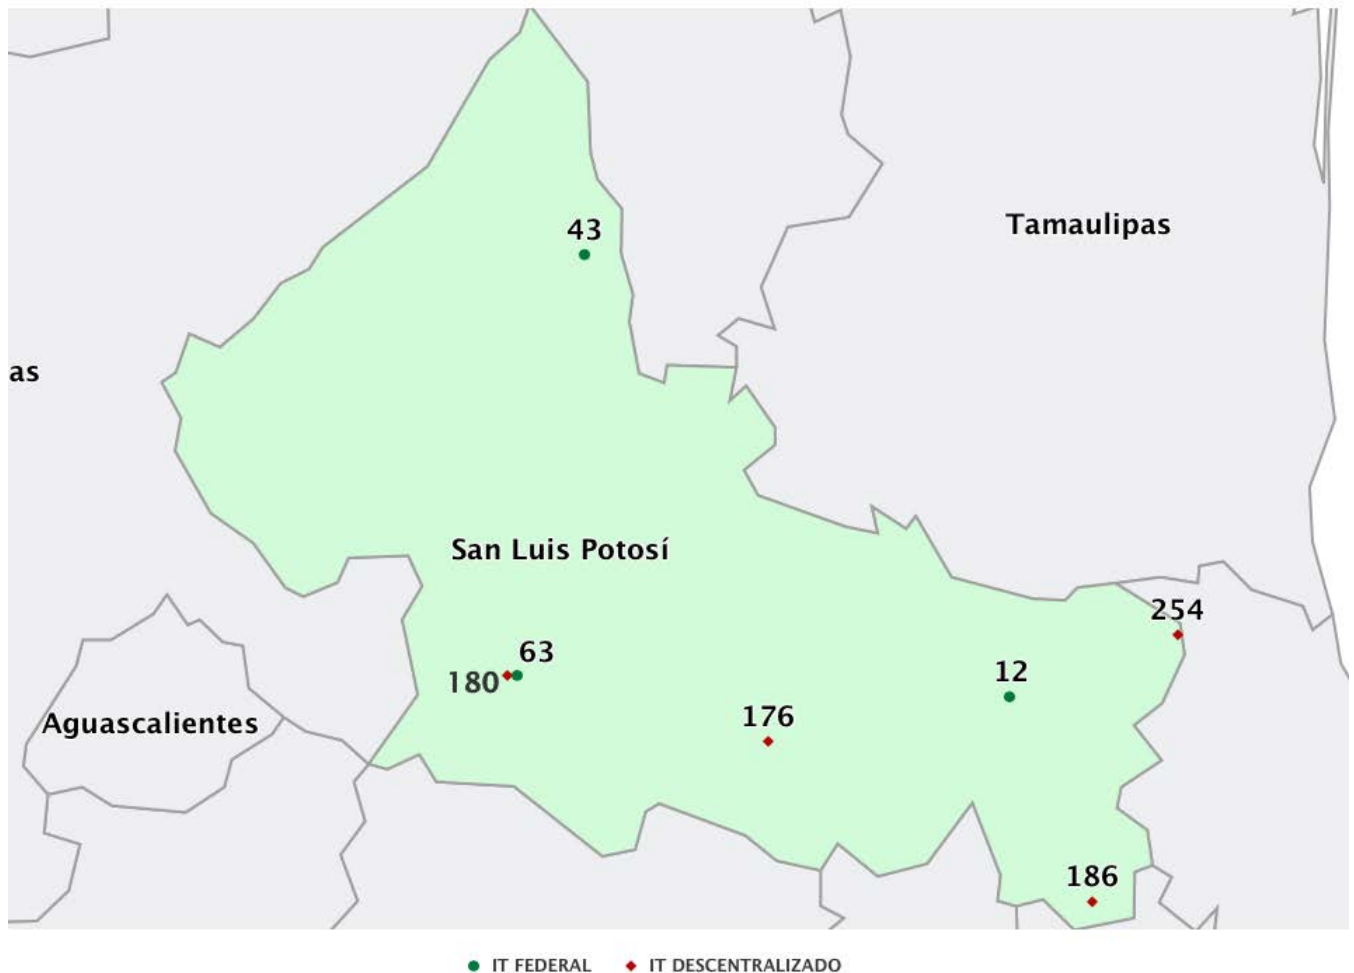 43
Tamaulipas
as
San Luis Potosí
254
63
180
12
176
Aguascalientes
186
IT FEDERAL
IT DESCENTRALIZADO